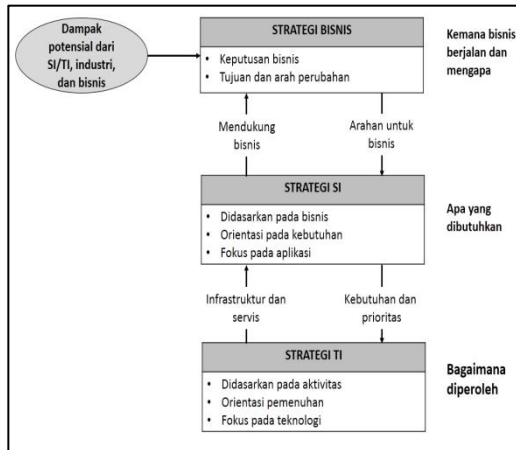 Dampak
potensial dari
SI/TI, industri,
dan bisnis
STRATEGI BISNIS
• Keputusan bisnis
• Tujuan dan arah perubahan
Kemana bisnis
berjalan dan
mengapa
Mendukung
bisnis
Arahan untuk
bisnis
STRATEGI SI
• Didasarkan pada bisnis
• Orientasi pada kebutuhan
• Fokus pada aplikasi
Apa yang
dibutuhkan
Infrastruktur dan
servis
Kebutuhan dan
prioritas
STRATEGI TI
• Didasarkan pada aktivitas
• Orientasi pemenuhan
• Fokus pada teknologi
Bagaimana
diperoleh